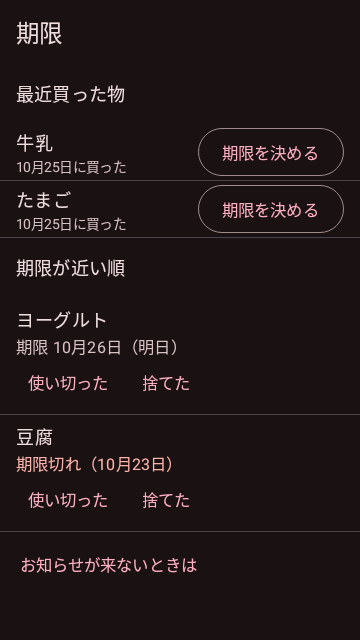 期限
最近買った物
牛乳
10月25日に買った
期限を決める
たまご
10月25日に買った
期限を決める
期限が近い順
ヨーグルト
期限 10月26日（明日）
使い切った 捨てた
豆腐
期限切れ（10月23日）
使い切った 捨てた
お知らせが来ないときは